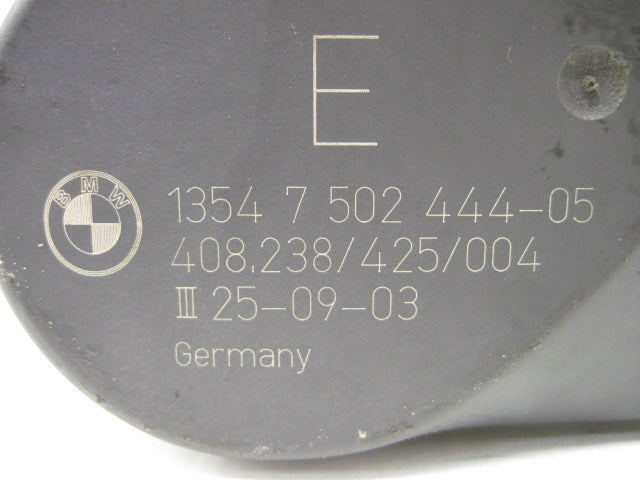 E
BMW
1354 7 502 444-05
408.238/425/004
III 25-09-03
Germany